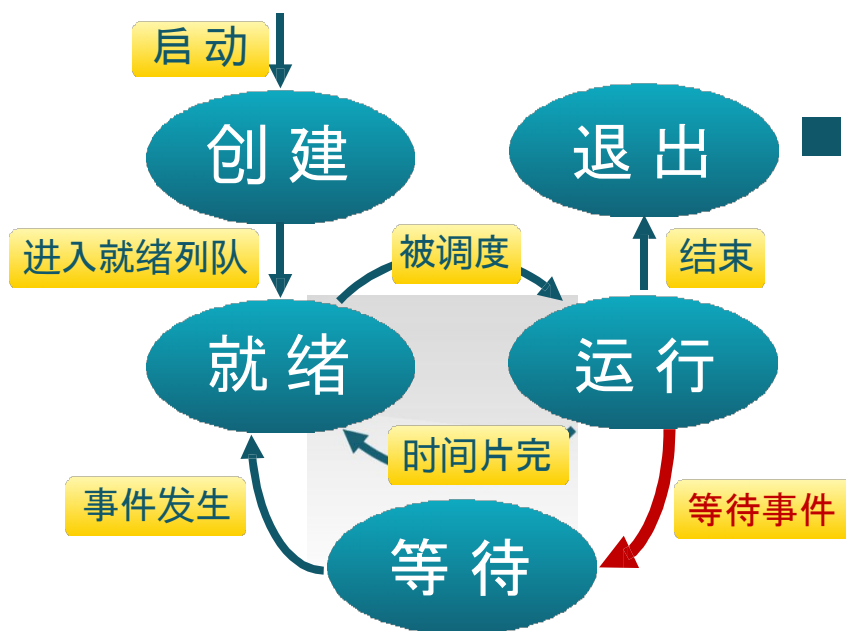 启 动
创 建
退 出
进入就绪列队
被调度
结束
就 绪
运 行
时间片完
事件发生
等待事件
等 待